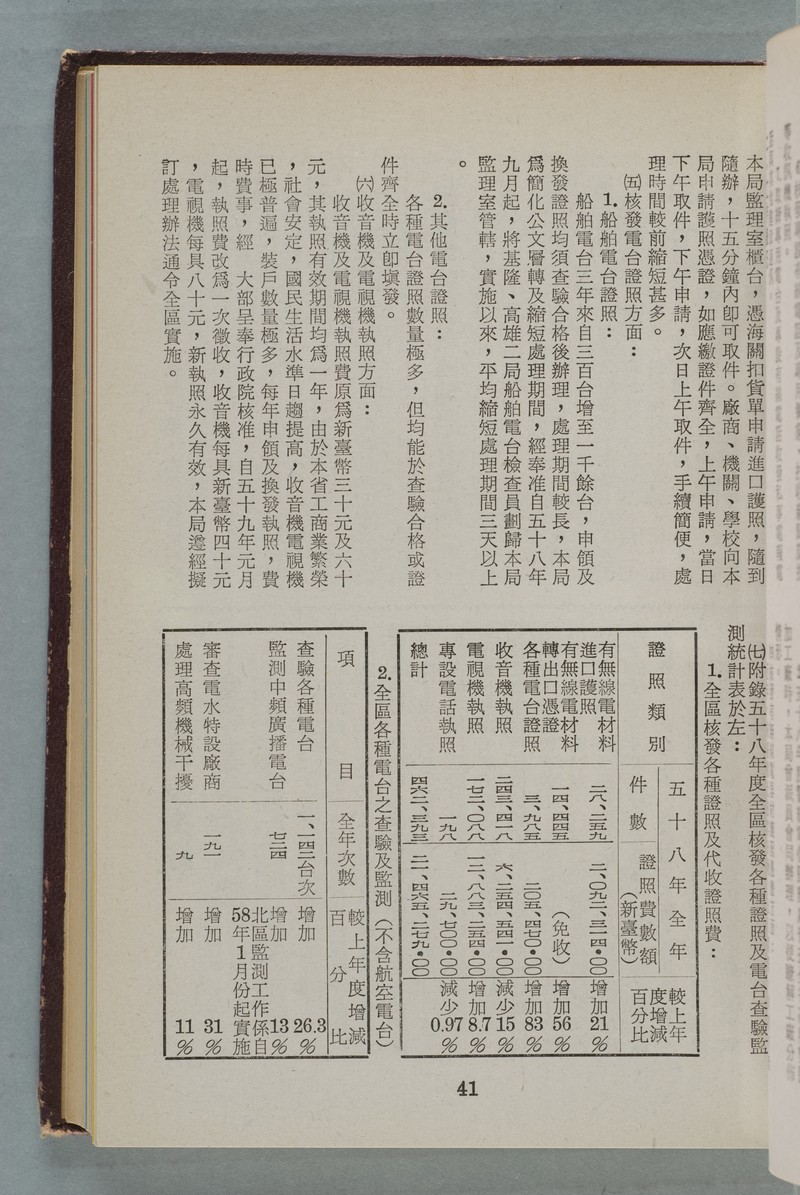 本局監理室櫃台，憑海關扣貨單申請進口護照，隨到
隨辦，十五分鐘內卽可取件。廠商、機關、學校向本
局申請護照憑證，如應繳證件齊全，上午申請，當日
下午取件，下午申請，次日上午取件，手續簡便，處
理時間較前縮短甚多。
㈤核發電台證照方面：
1.船舶電台證照：
船舶電台三年來自三百台增至一千餘台，申領及
換發證照均須查驗合格後辦理，處理期間較長，本局
爲簡化公文層轉及縮短處理期間，經奉准自五十八年
九月起，將基隆、高雄二局船舶電台檢查員劃歸本局
監理室管轄，實施以來，平均縮短處理期間三天以上
。
2.其他電台證照：
各種電台證照數量極多，但均能於查驗合格或證
件齊全時立卽塡發。
㈥收音機及電視機執照方面：
收音機及電視機執照費原爲新臺幣三十元及六十
元，其執照有效期間均爲一年，由於本省工商業繁榮
，社會安定，國民生活水準日趨提高，收音機電視機
已極普遍，裝戶數量極多，每年申領及換發執照，費
時費事，經　大部呈奉行政院核准，自五十九年元月
起，執照費改爲一次徵收，收音機每具新臺幣四十元
，電視機每具八十元，新執照永久有效，本局遵經擬
訂處理辦法通令全區實施。
㈦附錄五十八年度全區核發各種證照及電台查驗監
測統計表於左：
1.全區核發各種證照及代收證照費：
證照類別
五十八年全年
件數
證照費數額（新臺幣）
較上年度增減百分比
有無線電材料進口護照　二八、二五九　二、〇九二、三一四•〇〇　增加21%
有無線電材料轉出口憑證　一四、四四五　（免收）　增加56%
各種電台證照　三、九八五　二〇五、四七〇•〇〇　增加83%
收音機執照　二四三、四一八　六、二五四、五四一•〇〇　減少15%
電視機執照　一七二、〇八八　一二、八八三、二五四•〇〇　增加8.7%
專設電話執照　一九八　二九、七〇〇•〇〇　減少0.97%
總計　四六二、三九三　二一、四六五、二七九•〇〇
2.全區各種電台之查驗及監測（不含航空電台）
項目
全年次數
較上年度增減百分比
查驗各種電台　一、一四二台次　增加26.3%
監測中頻廣播電台　七二四　增加13%
北區監測工作係自58年1月份起實施
審查電水特設廠商　一九一　增加31%
處理高頻機械干擾　九　增加11%
41